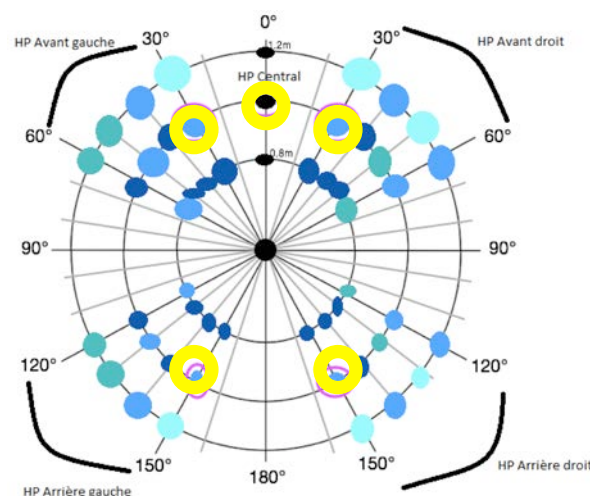 0°
HP Avant gauche
HP Avant droit
30°
30°
1.2m
HP Central
60°
60°
0.8m
90°
90°
120°
120°
150°
150°
180°
HP Arrière droit
HP Arrière gauche